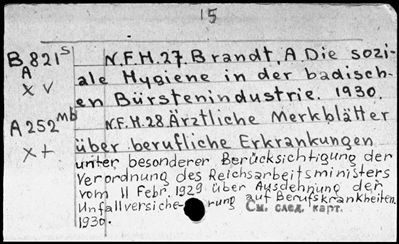 15
B 821 s N.F.H.27. Brandt, A. Die sozi-
A ale Hygiene in der badisch-
x v en Bürstenindustrie. 1930.
A 252 mb N.F.H.28. Ärztliche Merkblätter
x + über berufliche Erkrankungen
unter besonderer Berücksichtigung der
Verordnung des Reichsarbeitsministers
vom 11 Febr. 1929 über Ausdehnung der
Unfallversiche-rung auf Berufskrankheiten.
1930. См. след. карт.